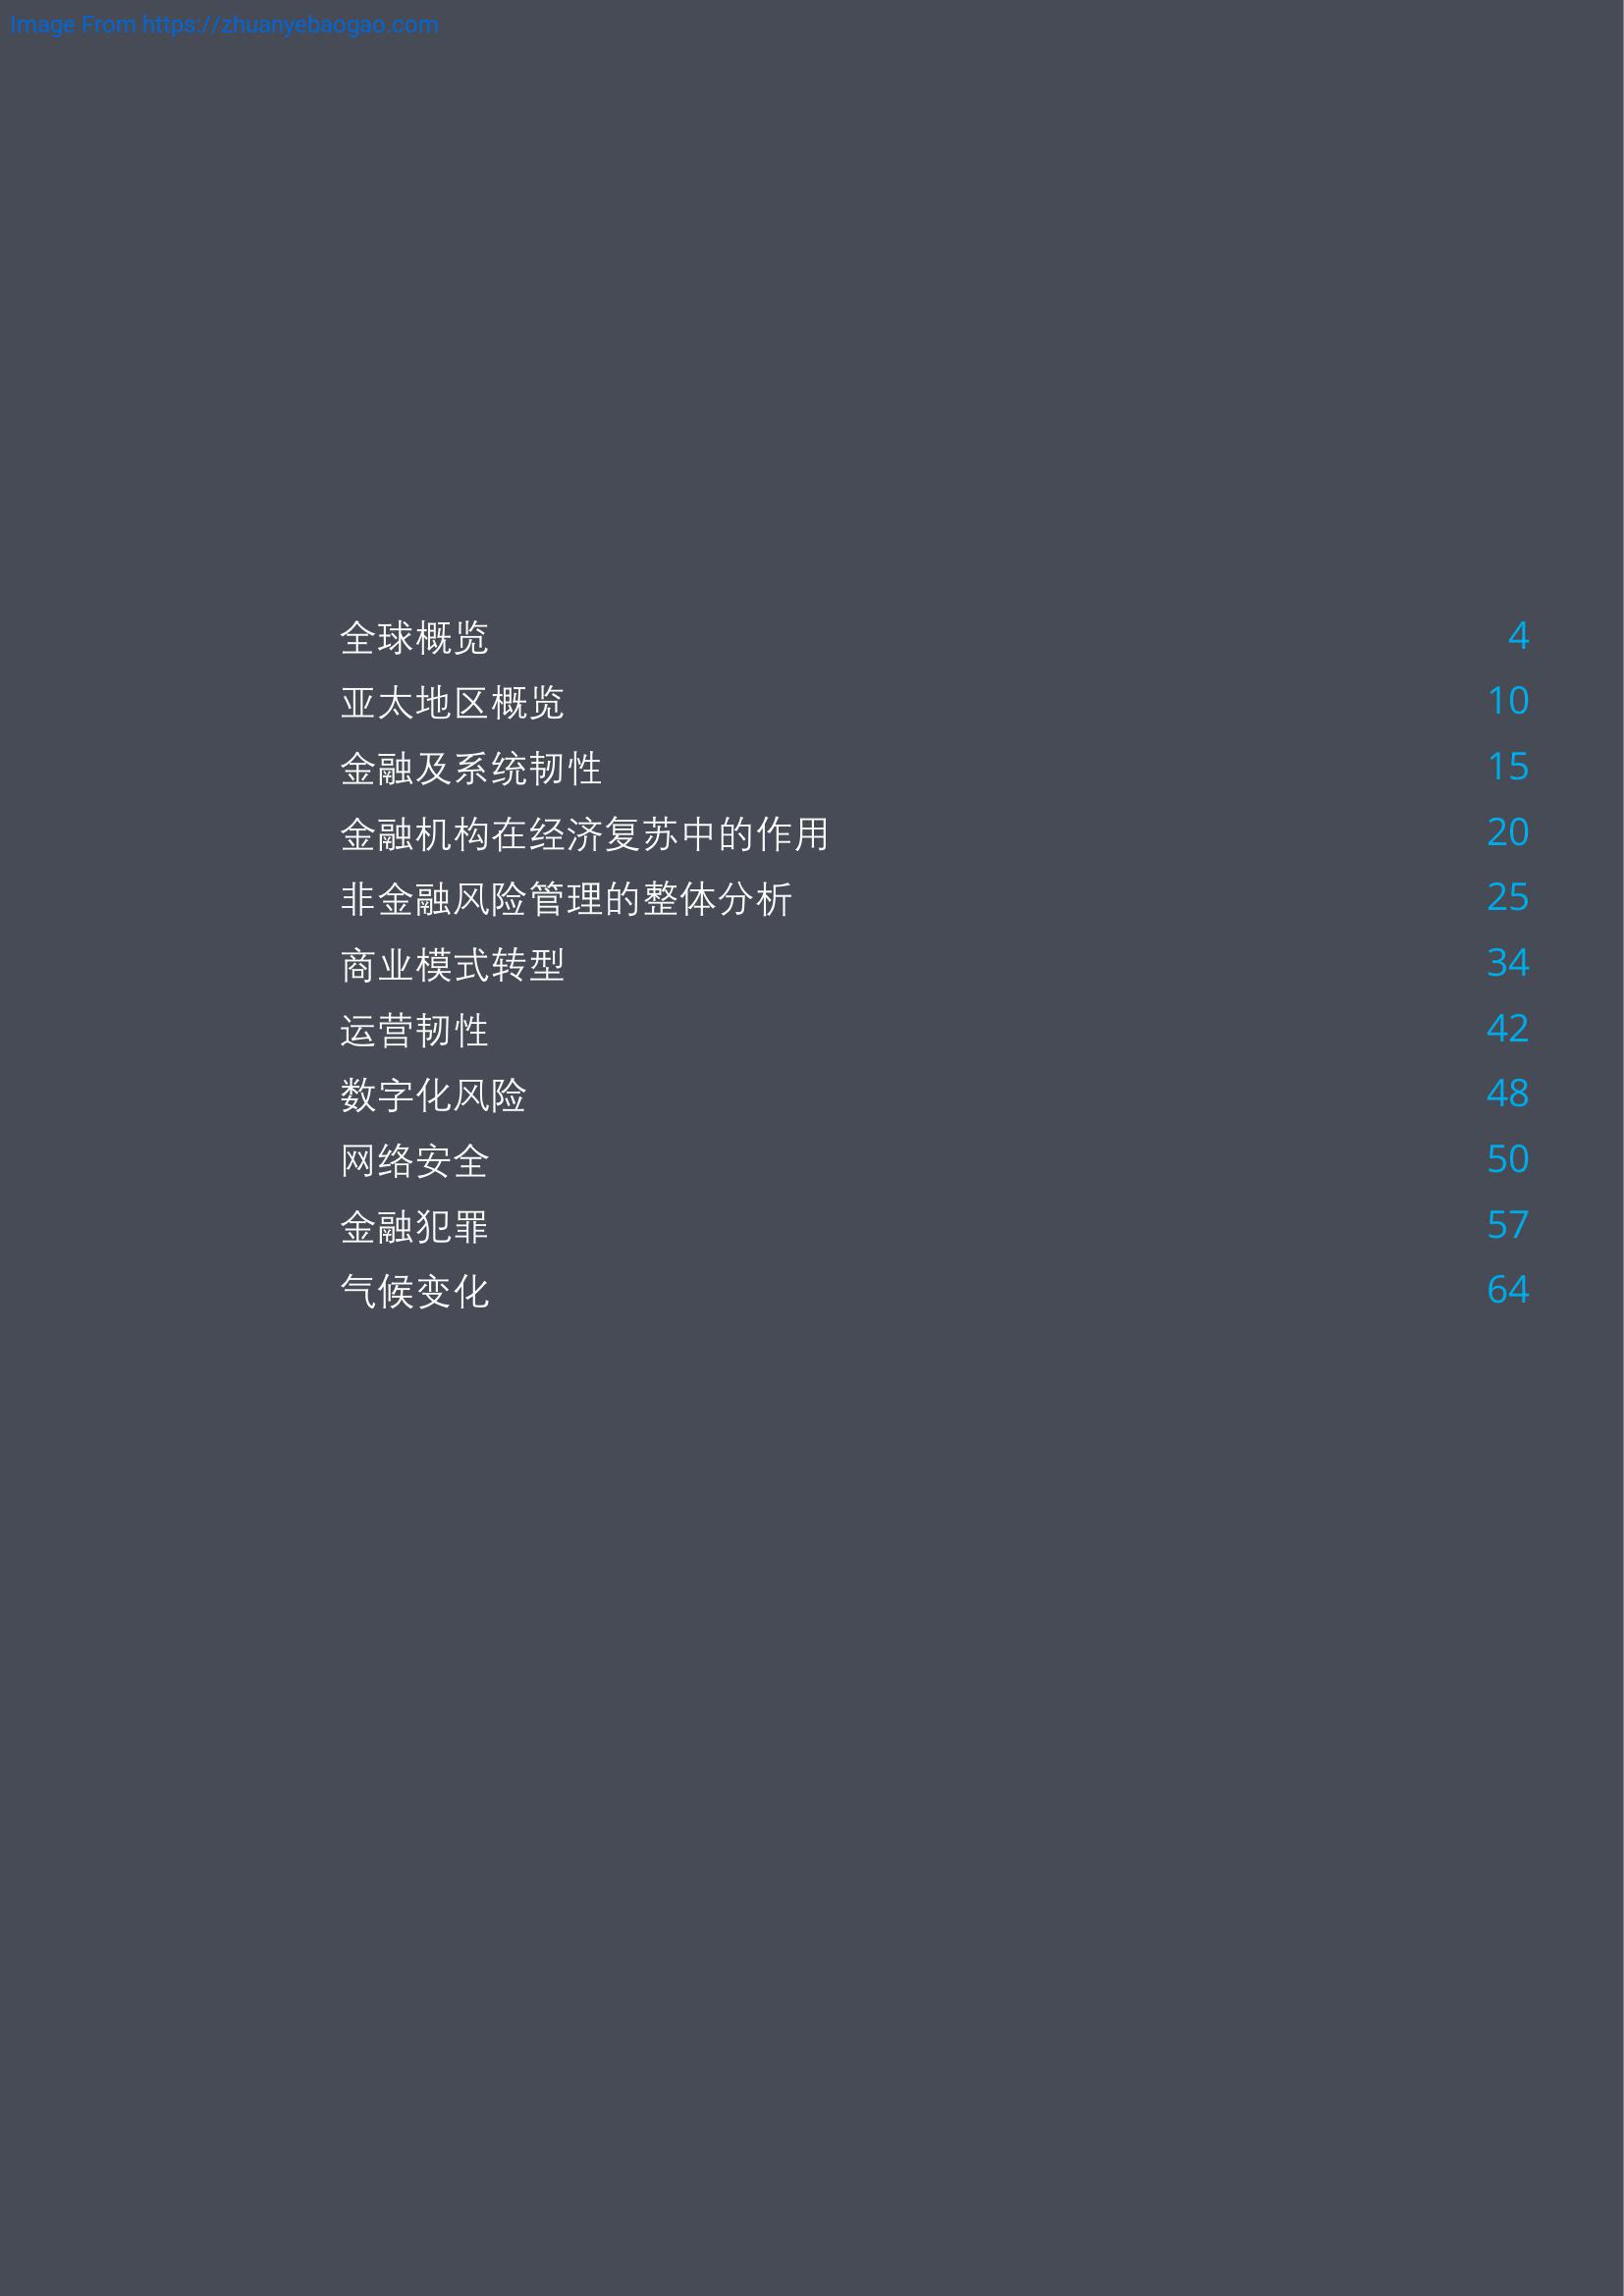 Image From https://zhuanyebaogao.com
全球概览 4
亚太地区概览 10
金融及系统韧性 15
金融机构在经济复苏中的作用 20
非金融风险管理的整体分析 25
商业模式转型 34
运营韧性 42
数字化风险 48
网络安全 50
金融犯罪 57
气候变化 64